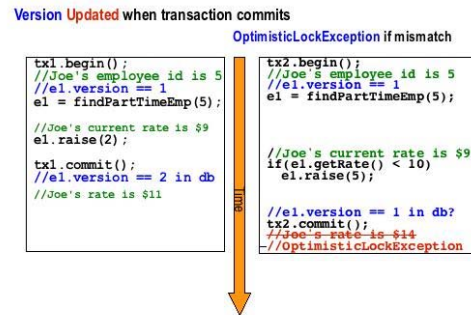 Version Updated when transaction commits
OptimisticLockException if mismatch
tx1.begin();
//Joe's employee id is 5
//e1.version == 1
e1 = findPartTimeEmp(5);
//Joe's current rate is $9
e1.raise(2);
tx1.commit();
//e1.version == 2 in db
//Joe's rate is $11
Time
tx2.begin();
//Joe's employee id is 5
//e1.version == 1
e1 = findPartTimeEmp(5);
//Joe's current rate is $9
if(e1.getRate() < 10)
e1.raise(5);
//e1.version == 1 in db?
tx2.commit();
//Joe's rate is $14
//OptimisticLockException